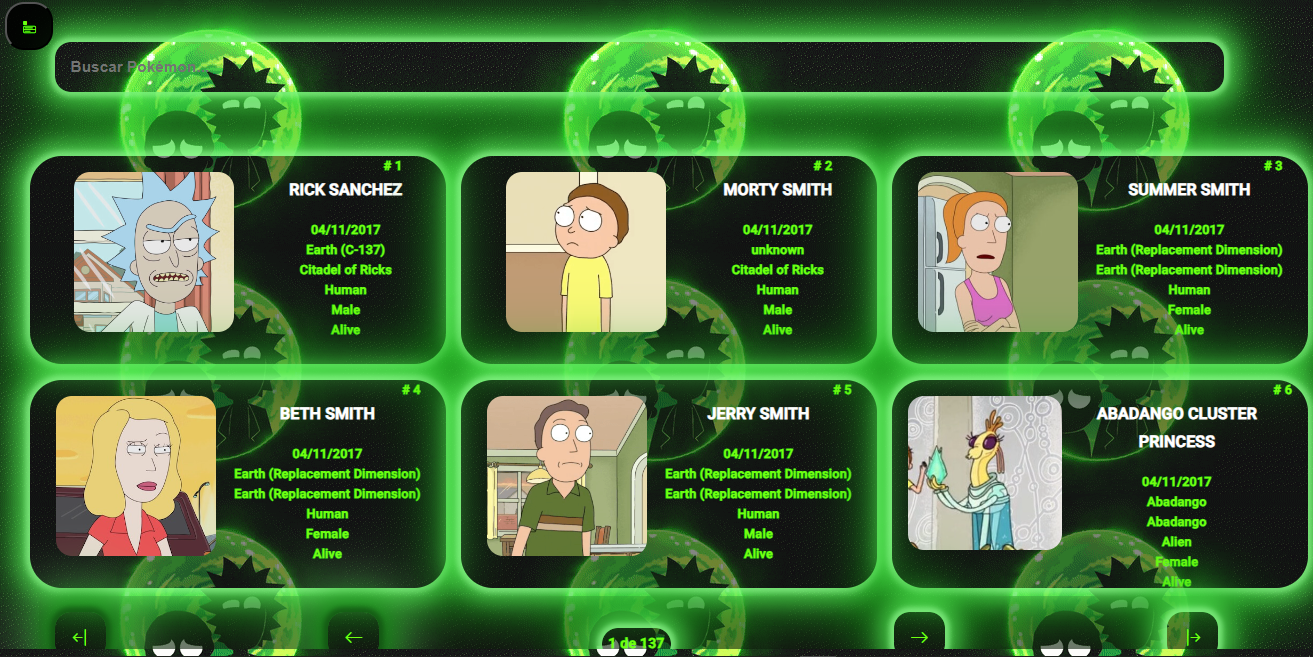 Buscar Pokémon...
# 1
RICK SANCHEZ
04/11/2017
Earth (C-137)
Citadel of Ricks
Human
Male
Alive
# 2
MORTY SMITH
04/11/2017
unknown
Citadel of Ricks
Human
Male
Alive
# 3
SUMMER SMITH
04/11/2017
Earth (Replacement Dimension)
Earth (Replacement Dimension)
Human
Female
Alive
# 4
BETH SMITH
04/11/2017
Earth (Replacement Dimension)
Earth (Replacement Dimension)
Human
Female
Alive
# 5
JERRY SMITH
04/11/2017
Earth (Replacement Dimension)
Earth (Replacement Dimension)
Human
Male
Alive
# 6
ABADANGO CLUSTER
PRINCESS
04/11/2017
Abadango
Abadango
Alien
Female
Alive
1 de 137